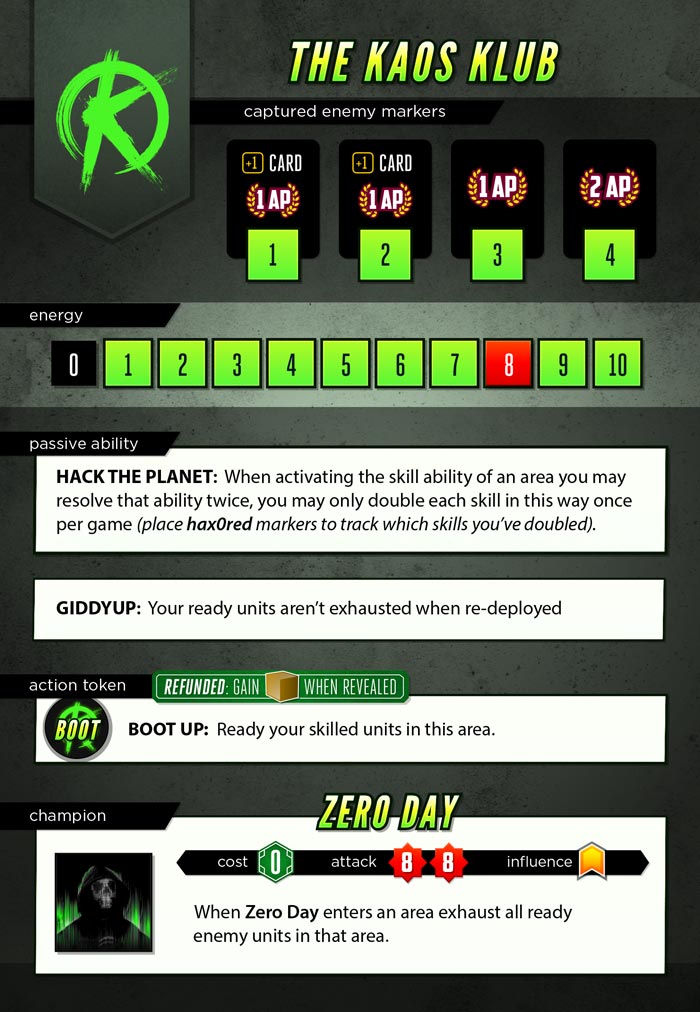 THE KAOS KLUB
captured enemy markers
+1 CARD
1 AP
1
+1 CARD
1 AP
2
1 AP
3
2 AP
4
energy
0 1 2 3 4 5 6 7 8 9 10
passive ability
HACK THE PLANET: When activating the skill ability of an area you may
resolve that ability twice, you may only double each skill in this way once
per game (place hax0red markers to track which skills you've doubled).
GIDDYUP: Your ready units aren't exhausted when re-deployed
action token
REFUNDED: GAIN WHEN REVEALED
BOOT
BOOT UP: Ready your skilled units in this area.
champion
ZERO DAY
cost 0 attack 8 8 influence
When Zero Day enters an area exhaust all ready
enemy units in that area.